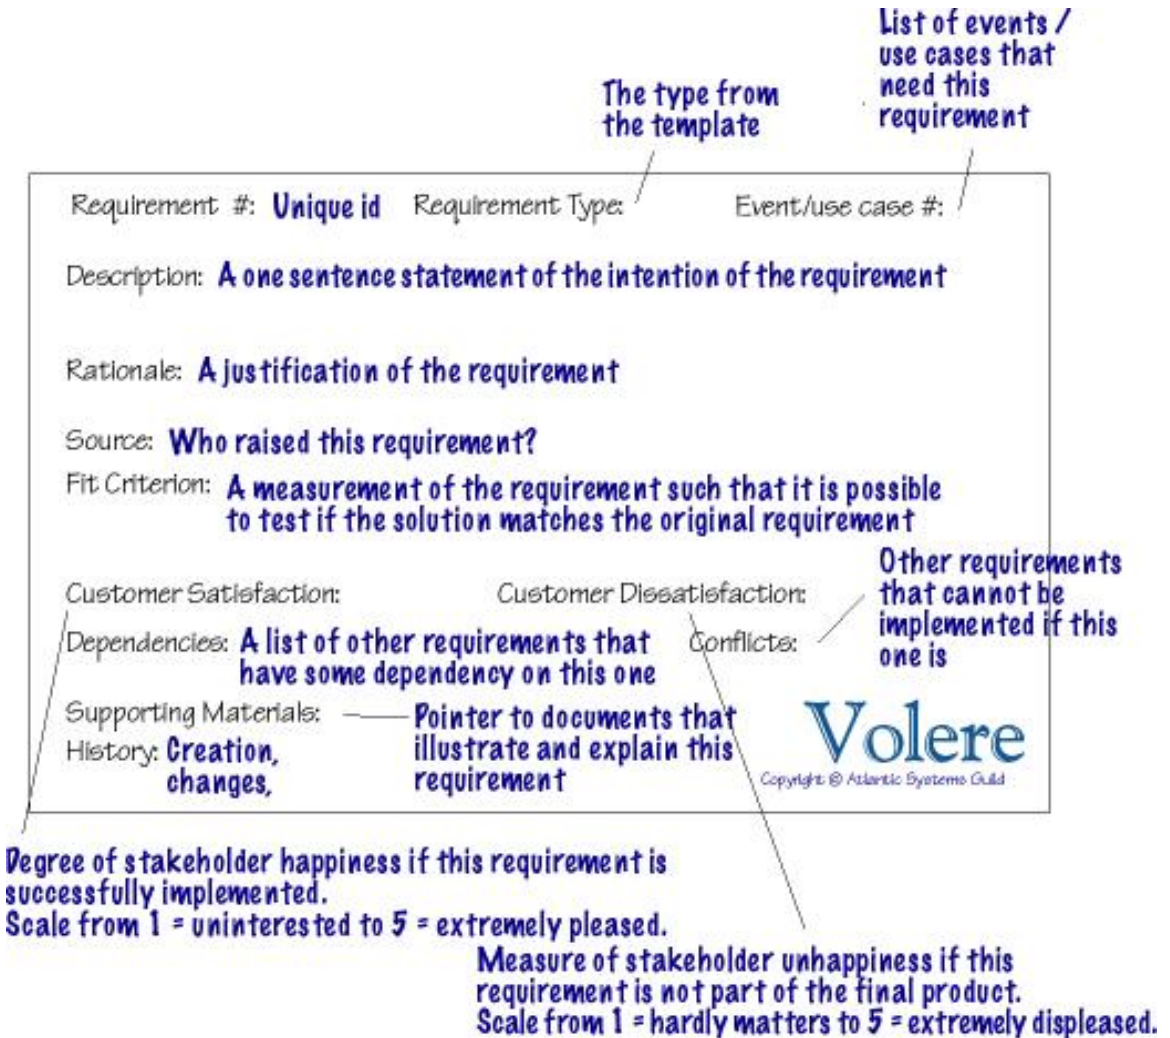 List of events /
use cases that
need this
requirement
The type from
the template
Requirement #: Unique id Requirement Type: Event/use case #:
Description: A one sentence statement of the intention of the requirement
Rationale: A justification of the requirement
Source: Who raised this requirement?
Fit Criterion: A measurement of the requirement such that it is possible
to test if the solution matches the original requirement
Other requirements
that cannot be
implemented if this
one is
Customer Satisfaction: Customer Dissatisfaction:
Dependencies: A list of other requirements that
have some dependency on this one
Conflicts:
Supporting Materials: Pointer to documents that
illustrate and explain this
requirement
History: Creation,
changes,
Volere
Copyright © Atlantic Systems Guild
Degree of stakeholder happiness if this requirement is
successfully implemented.
Scale from 1 = uninterested to 5 = extremely pleased.
Measure of stakeholder unhappiness if this
requirement is not part of the final product.
Scale from 1 = hardly matters to 5 = extremely displeased.